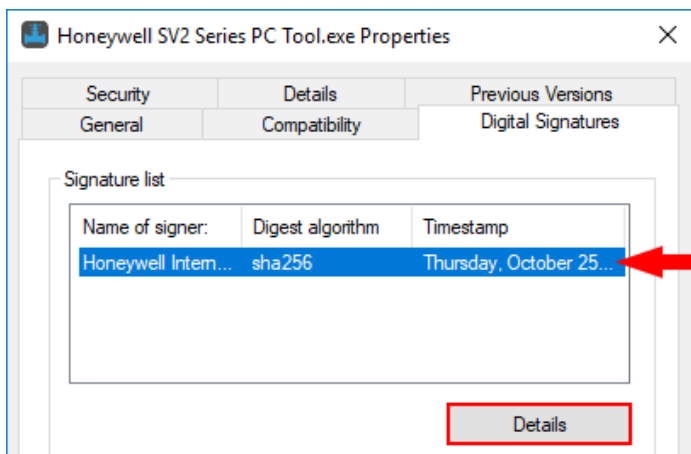 Honeywell SV2 Series PC Tool.exe Properties
Security Details Previous Versions
General Compatibility Digital Signatures
Signature list
Name of signer: Digest algorithm Timestamp
Honeywell Intern... sha256 Thursday, October 25...
Details